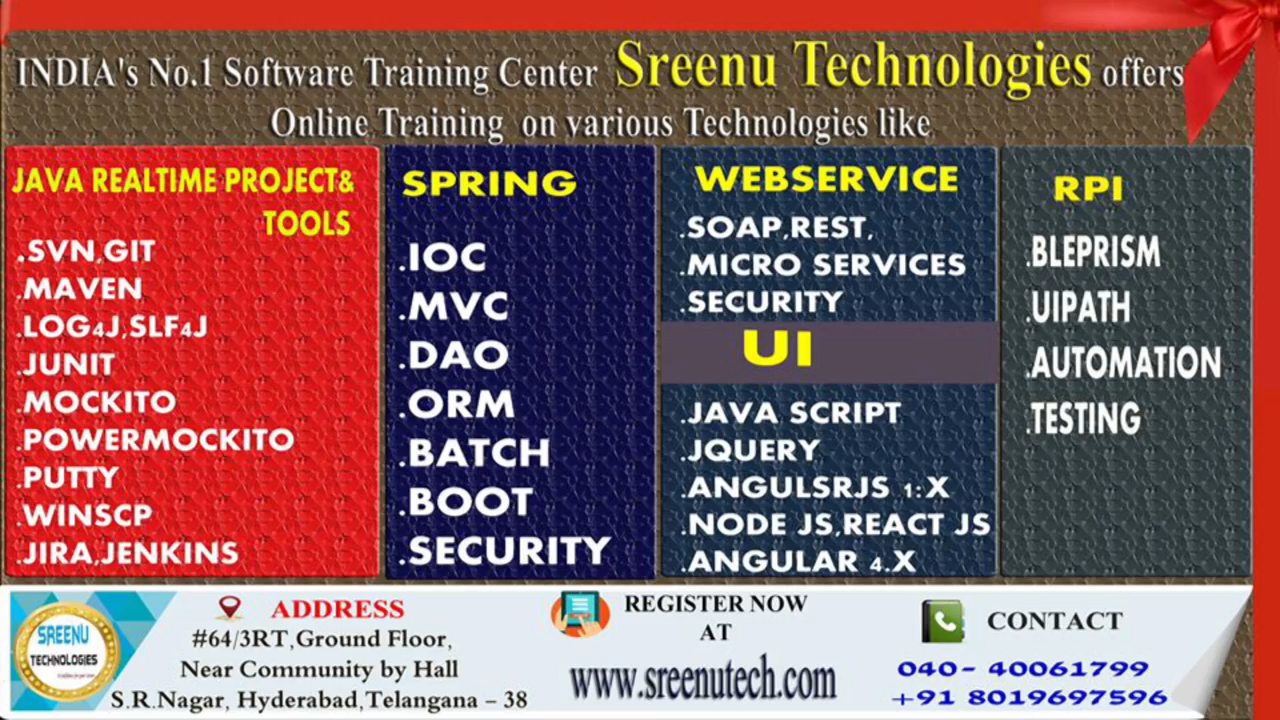 INDIA's No.1 Software Training Center Sreenu Technologies offers
Online Training on various Technologies like
JAVA REALTIME PROJECT&
TOOLS
.SVN,GIT
.MAVEN
.LOG4J,SLF4J
.JUNIT
.MOCKITO
.POWERMOCKITO
.PUTTY
.WINSCP
.JIRA,JENKINS
SPRING
.IOC
.MVC
.DAO
.ORM
.BATCH
.BOOT
.SECURITY
WEBSERVICE
.SOAP,REST,
.MICRO SERVICES
.SECURITY
UI
.JAVA SCRIPT
.JQUERY
.ANGULSRJS 1:X
.NODE JS,REACT JS
.ANGULAR 4.X
RPI
.BLEPRISM
.UIPATH
.AUTOMATION
.TESTING
SREENU
TECHNOLOGIES
ADDRESS
#64/3RT,Ground Floor,
Near Community by Hall
S.R.Nagar, Hyderabad,Telangana – 38
REGISTER NOW
AT
www.sreenutech.com
CONTACT
040- 40061799
+91 8019697596